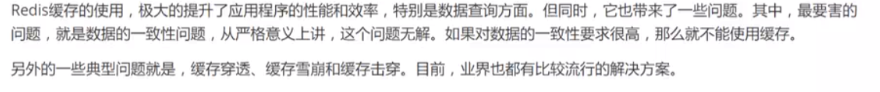 Redis缓存的使用，极大的提升了应用程序的性能和效率，特别是数据查询方面。但同时，它也带来了一些问题。其中，最要害的
问题，就是数据的一致性问题，从严格意义上讲，这个问题无解。如果对数据的一致性要求很高，那么就不能使用缓存。
另外的一些典型问题就是，缓存穿透、缓存雪崩和缓存击穿。目前，业界也都有比较流行的解决方案。